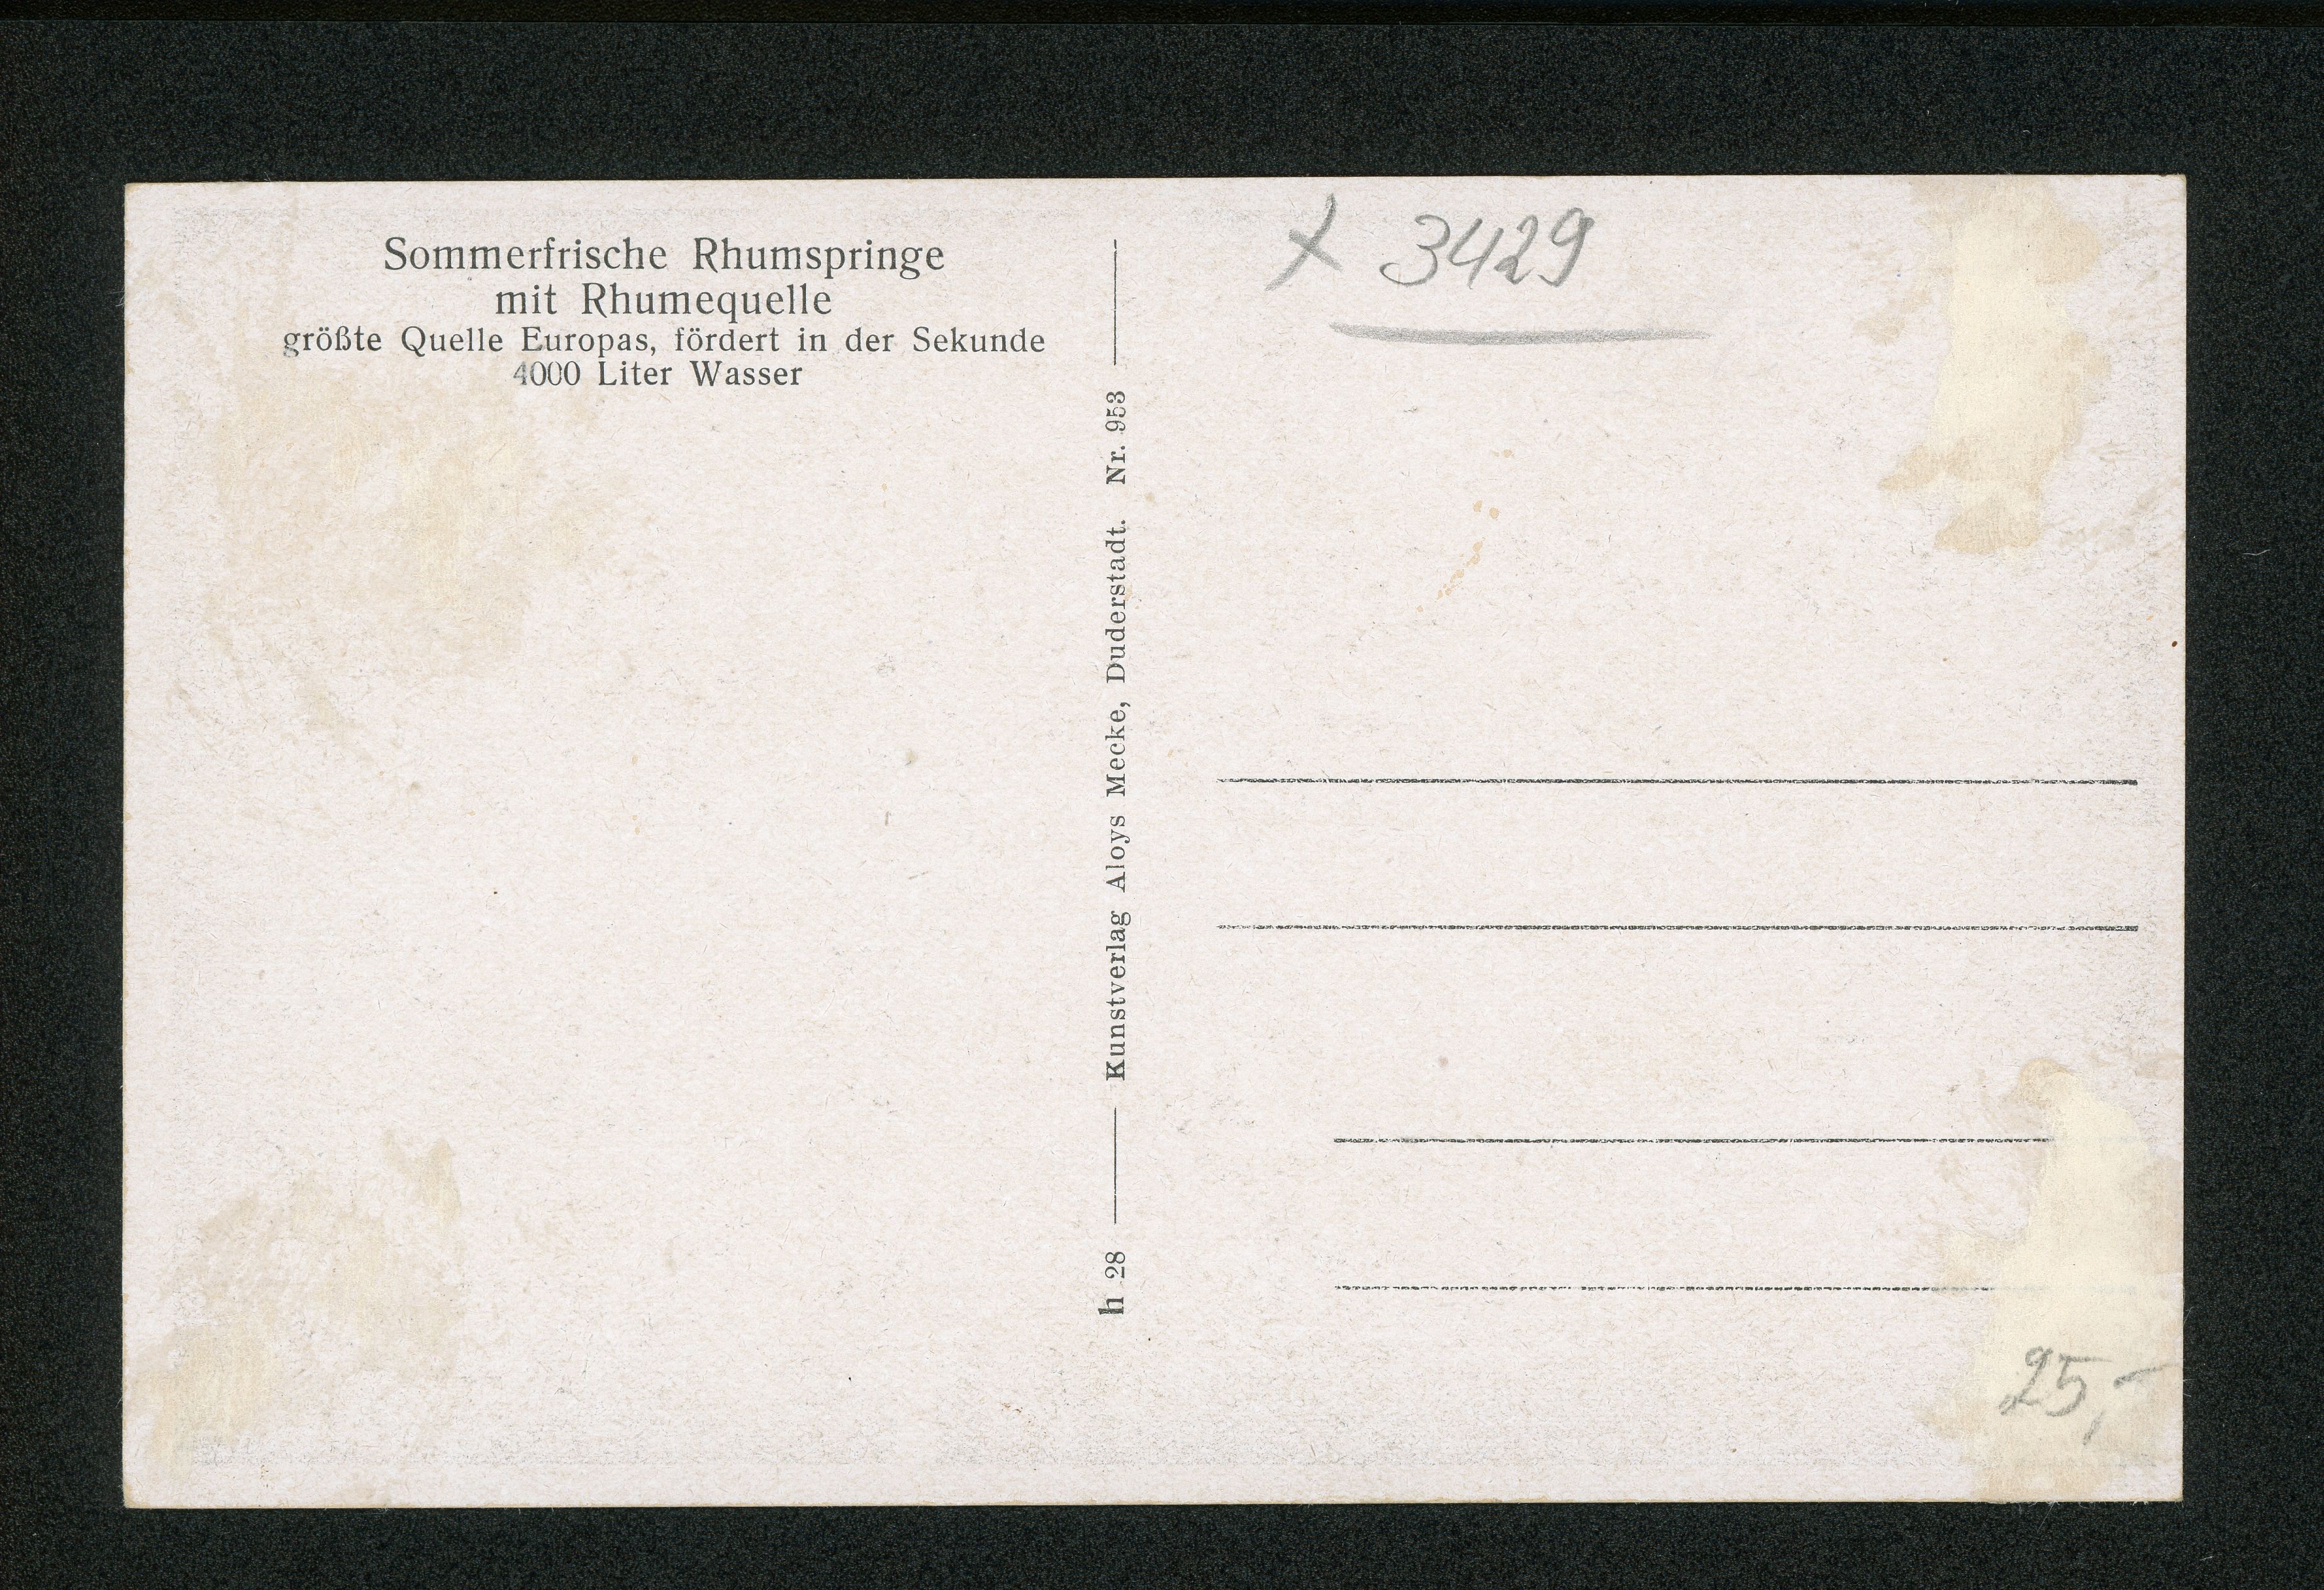 Sommerfrische Rhumspringe
mit Rhumequelle
größte Quelle Europas, fördert in der Sekunde
4000 Liter Wasser
h 28 Kunstverlag Aloys Mecke, Duderstadt. Nr. 953
x 3429
25,-